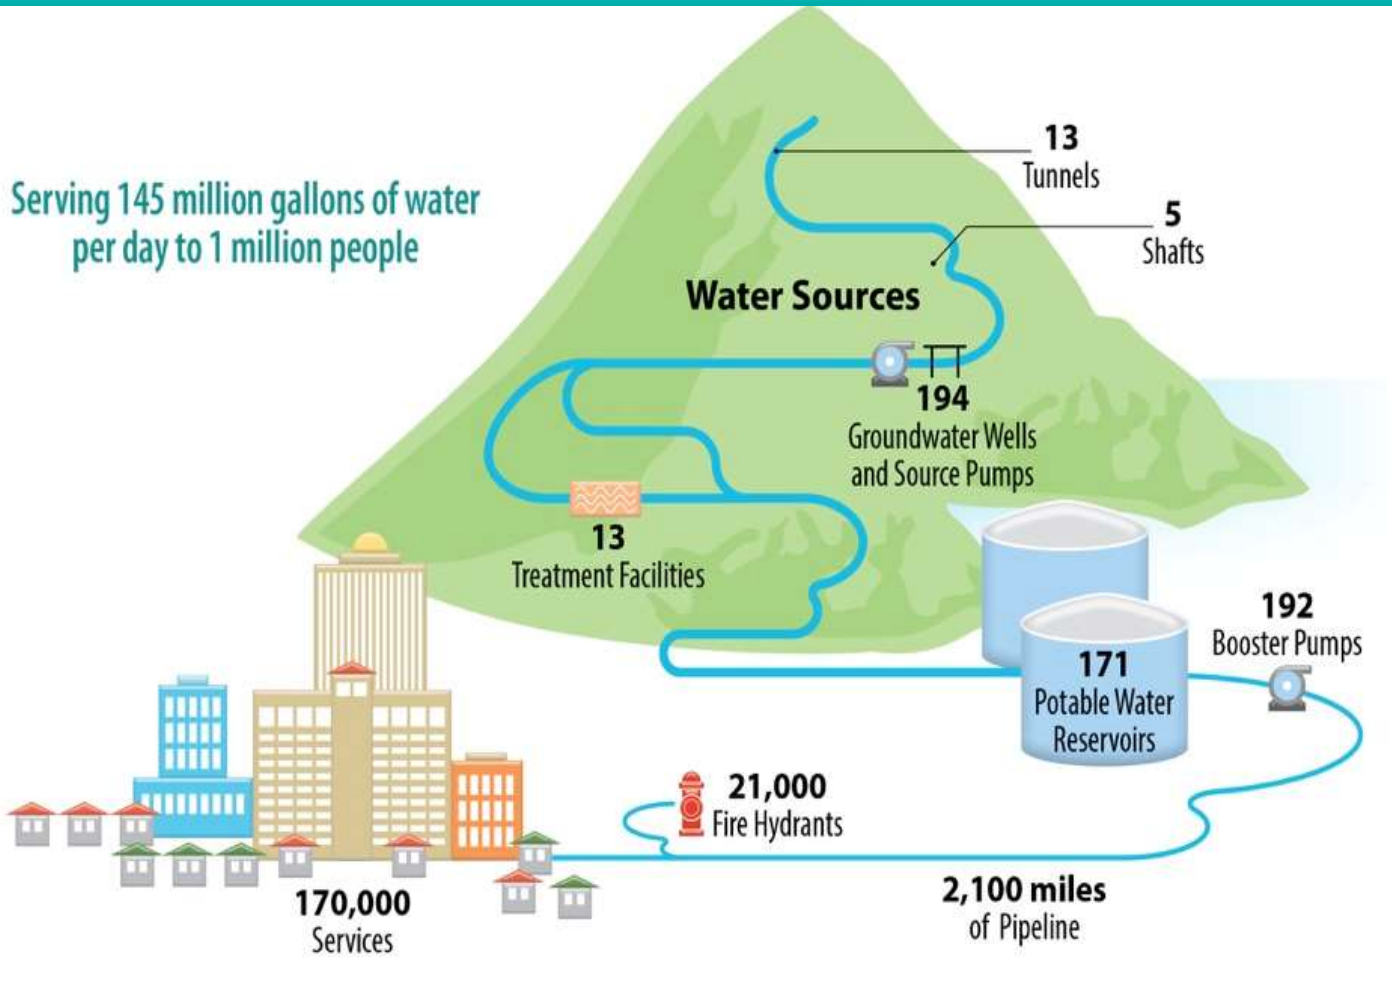 Serving 145 million gallons of water
per day to 1 million people
13
Tunnels
5
Shafts
Water Sources
194
Groundwater Wells
and Source Pumps
13
Treatment Facilities
192
Booster Pumps
171
Potable Water
Reservoirs
21,000
Fire Hydrants
2,100 miles
of Pipeline
170,000
Services